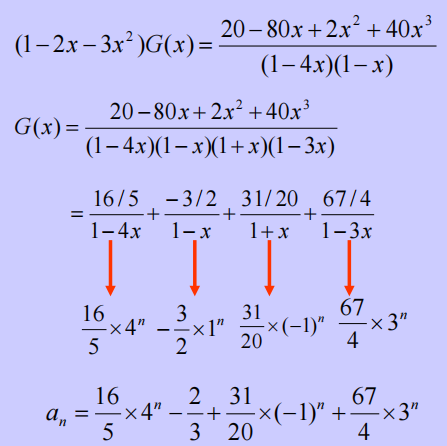 (1−2x−3x²)G(x) = (20−80x+2x²+40x³)/((1−4x)(1−x))
G(x) = (20−80x+2x²+40x³)/((1−4x)(1−x)(1+x)(1−3x))
= (16/5)/(1−4x) + (−3/2)/(1−x) + (31/20)/(1+x) + (67/4)/(1−3x)
16/5 × 4ⁿ − 3/2 × 1ⁿ 31/20 × (−1)ⁿ 67/4 × 3ⁿ
aₙ = 16/5 × 4ⁿ − 2/3 + 31/20 × (−1)ⁿ + 67/4 × 3ⁿ